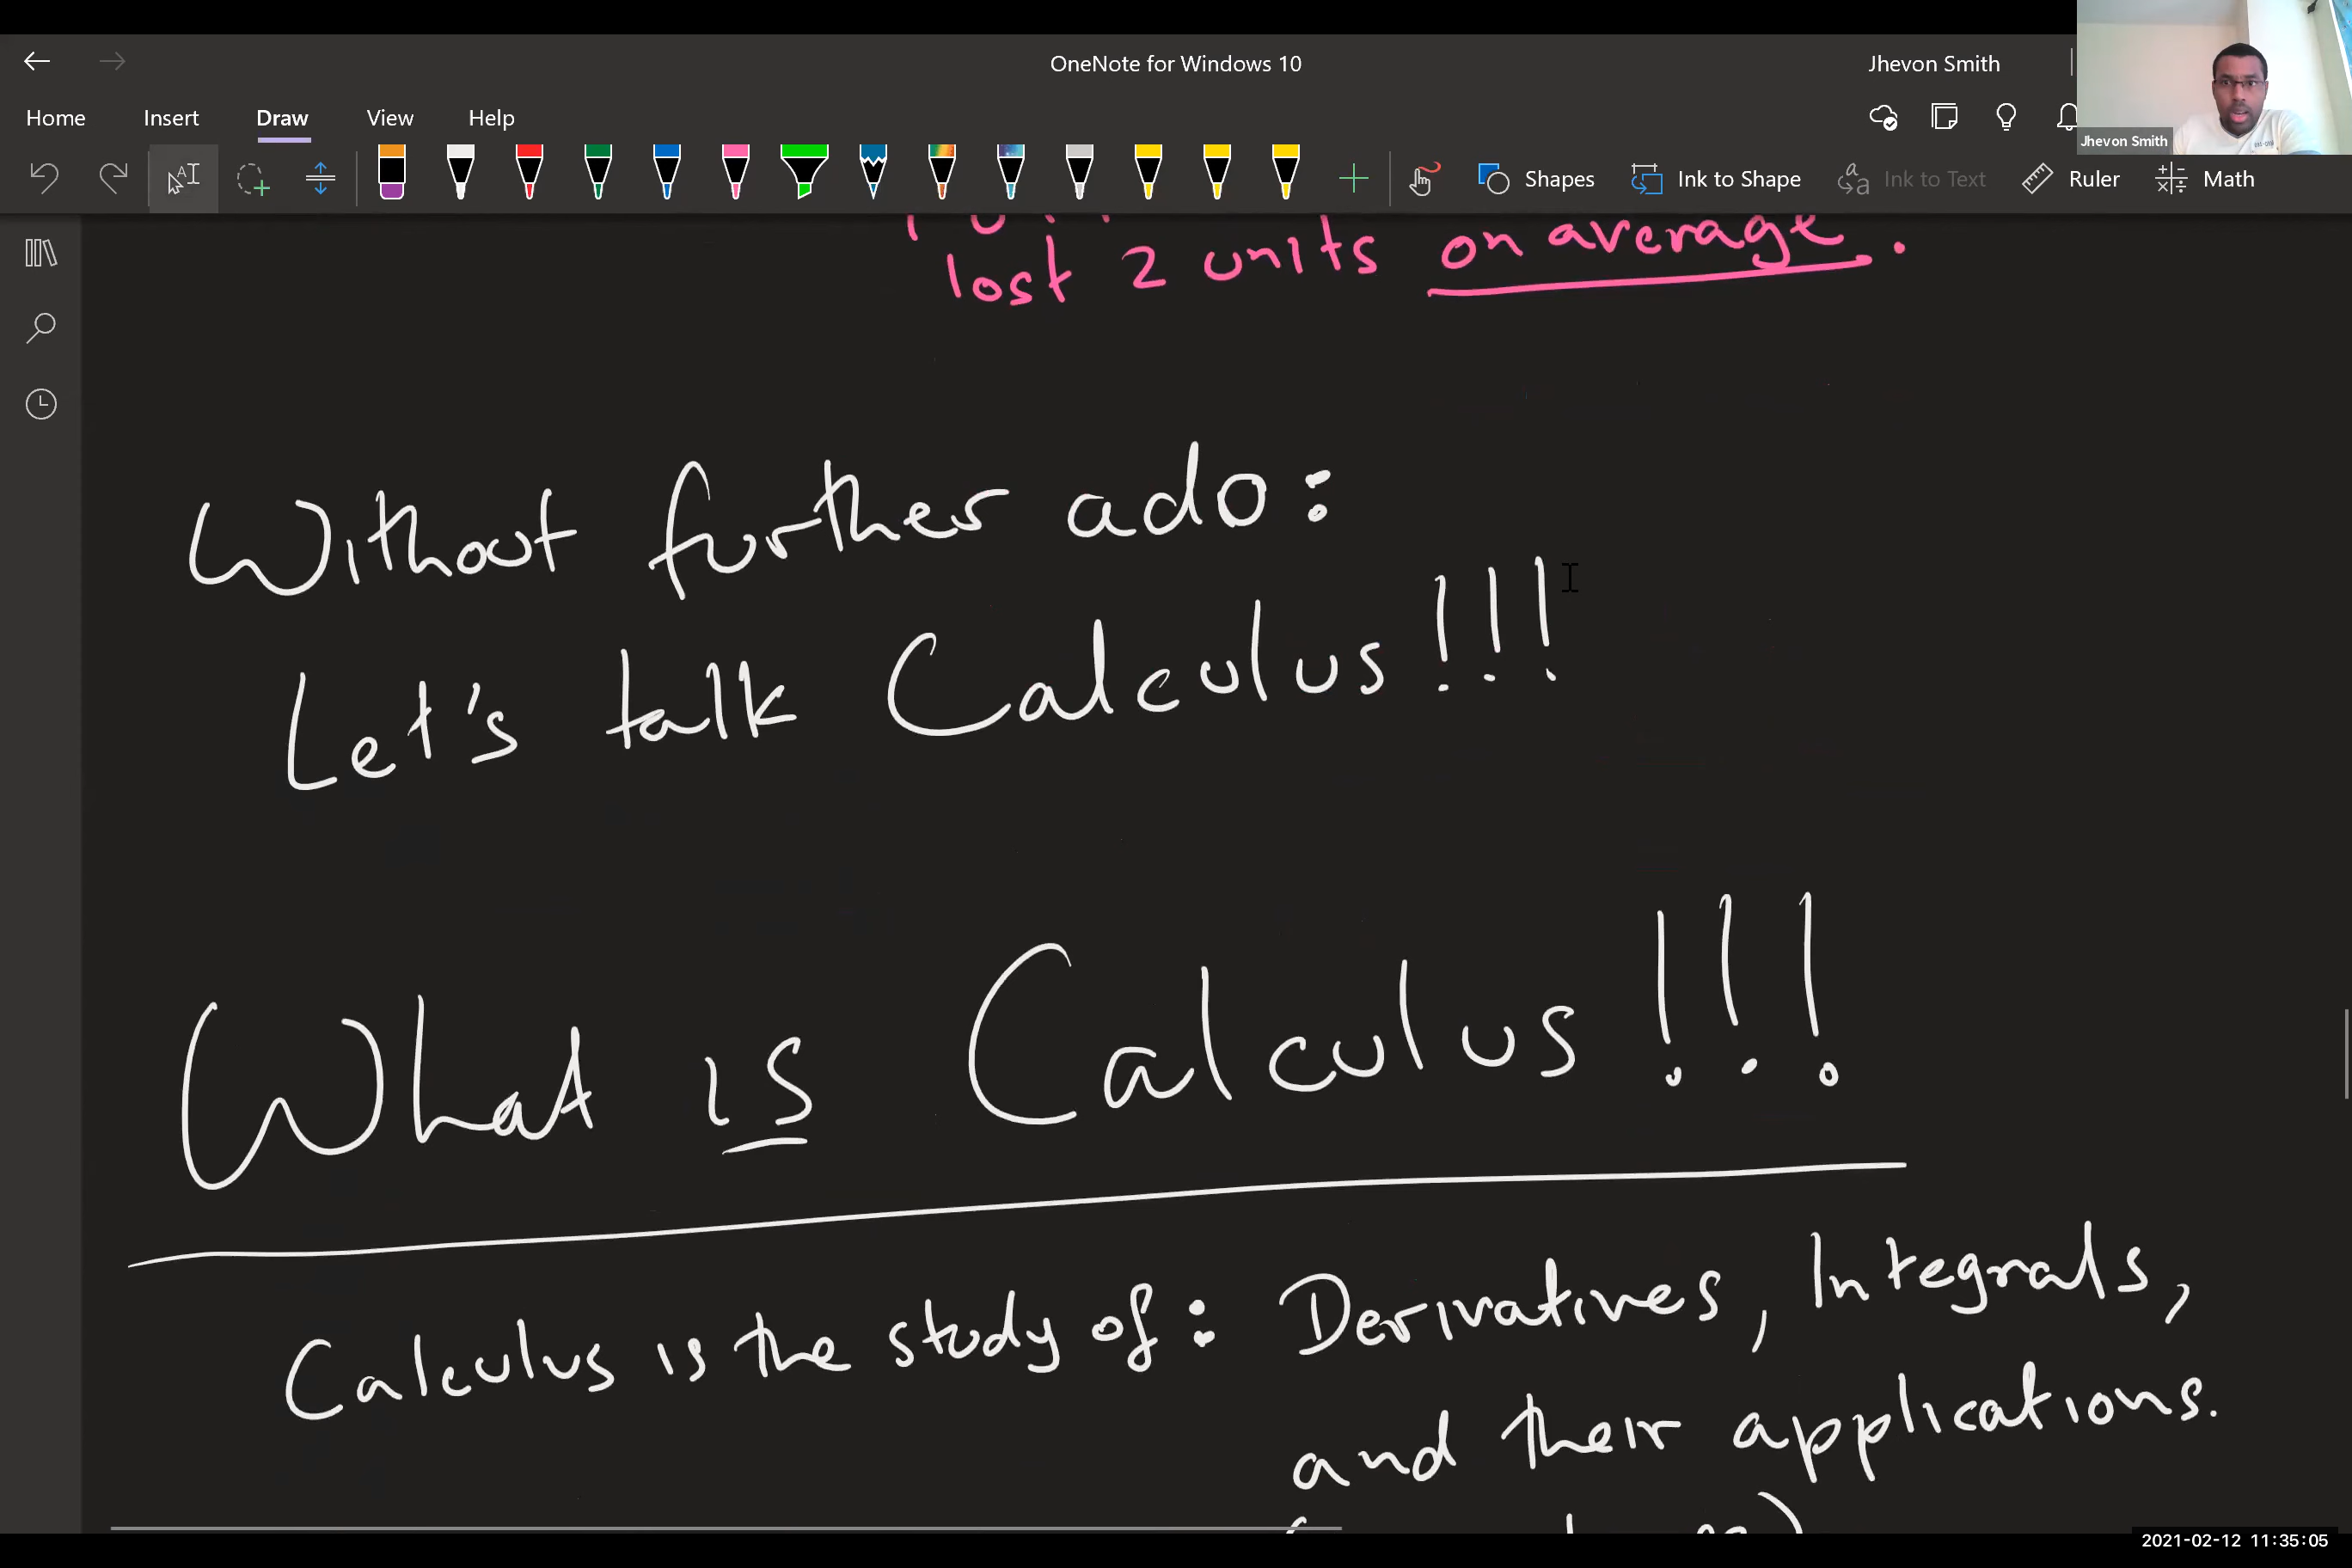 OneNote for Windows 10
Jhevon Smith
Home Insert Draw View Help
Jhevon Smith
Shapes Ink to Shape Ink to Text Ruler Math
lost 2 units on average.
Without further ado:
Let's talk Calculus!!!
What is Calculus!!!
Calculus is the study of: Derivatives, Integrals,
and their applications.
2021-02-12 11:35:05